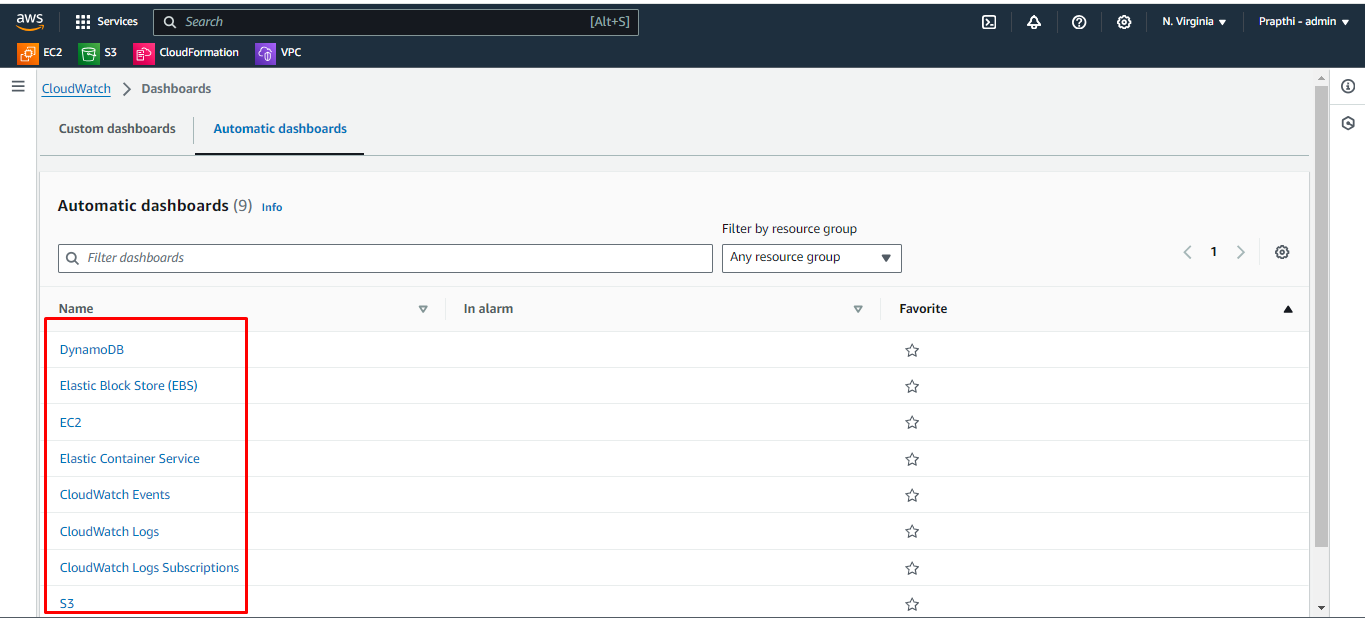 aws Services Search [Alt+S] N. Virginia Prapthi - admin
EC2 S3 CloudFormation VPC
CloudWatch Dashboards
Custom dashboards Automatic dashboards
Automatic dashboards (9) Info
Filter by resource group
Filter dashboards Any resource group 1
Name In alarm Favorite
DynamoDB
Elastic Block Store (EBS)
EC2
Elastic Container Service
CloudWatch Events
CloudWatch Logs
CloudWatch Logs Subscriptions
S3